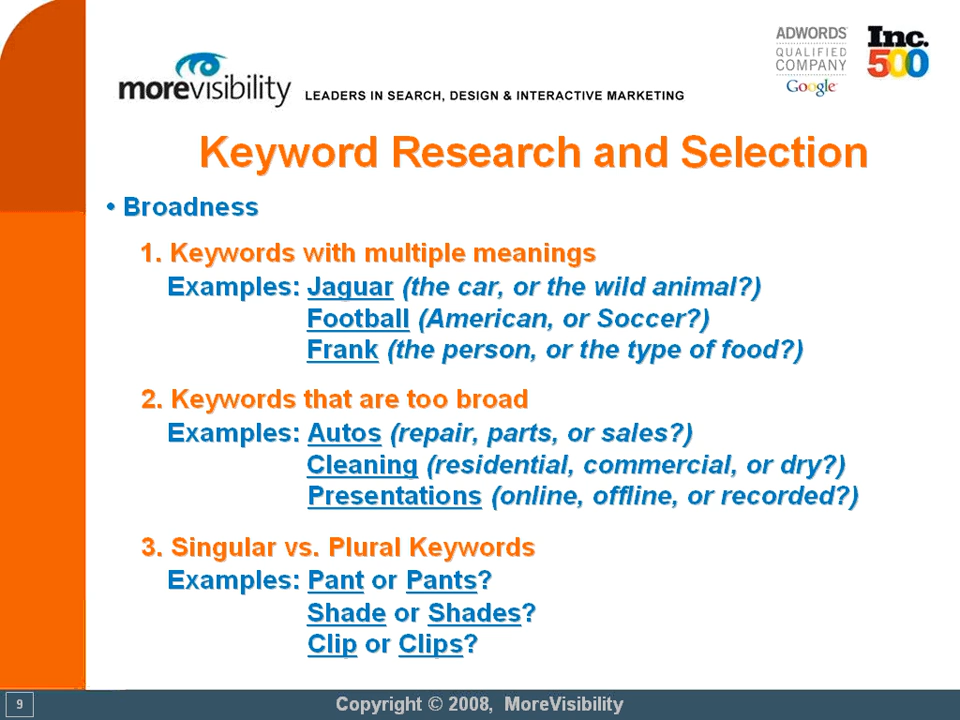 ADWORDS
QUALIFIED
COMPANY
Google
Inc.
500
morevisibility LEADERS IN SEARCH, DESIGN & INTERACTIVE MARKETING
Keyword Research and Selection
• Broadness
1. Keywords with multiple meanings
Examples: Jaguar (the car, or the wild animal?)
Football (American, or Soccer?)
Frank (the person, or the type of food?)
2. Keywords that are too broad
Examples: Autos (repair, parts, or sales?)
Cleaning (residential, commercial, or dry?)
Presentations (online, offline, or recorded?)
3. Singular vs. Plural Keywords
Examples: Pant or Pants?
Shade or Shades?
Clip or Clips?
9
Copyright © 2008, MoreVisibility